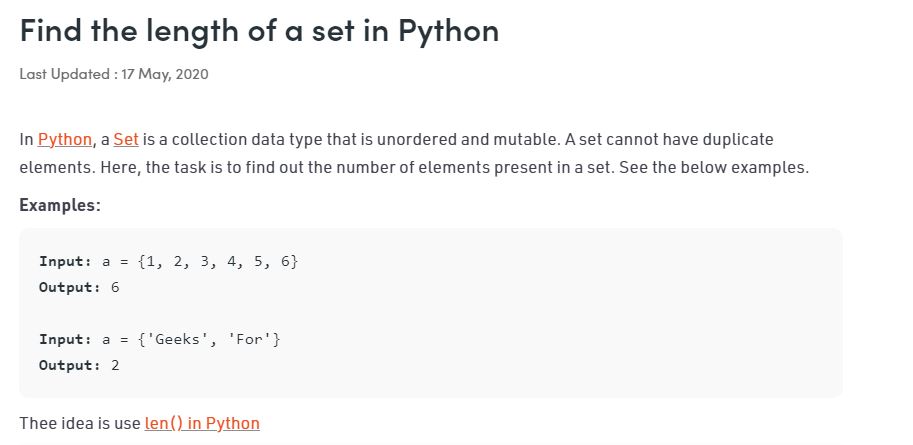 Find the length of a set in Python
Last Updated : 17 May, 2020
In Python, a Set is a collection data type that is unordered and mutable. A set cannot have duplicate
elements. Here, the task is to find out the number of elements present in a set. See the below examples.
Examples:
Input: a = {1, 2, 3, 4, 5, 6}
Output: 6
Input: a = {'Geeks', 'For'}
Output: 2
Thee idea is use len() in Python